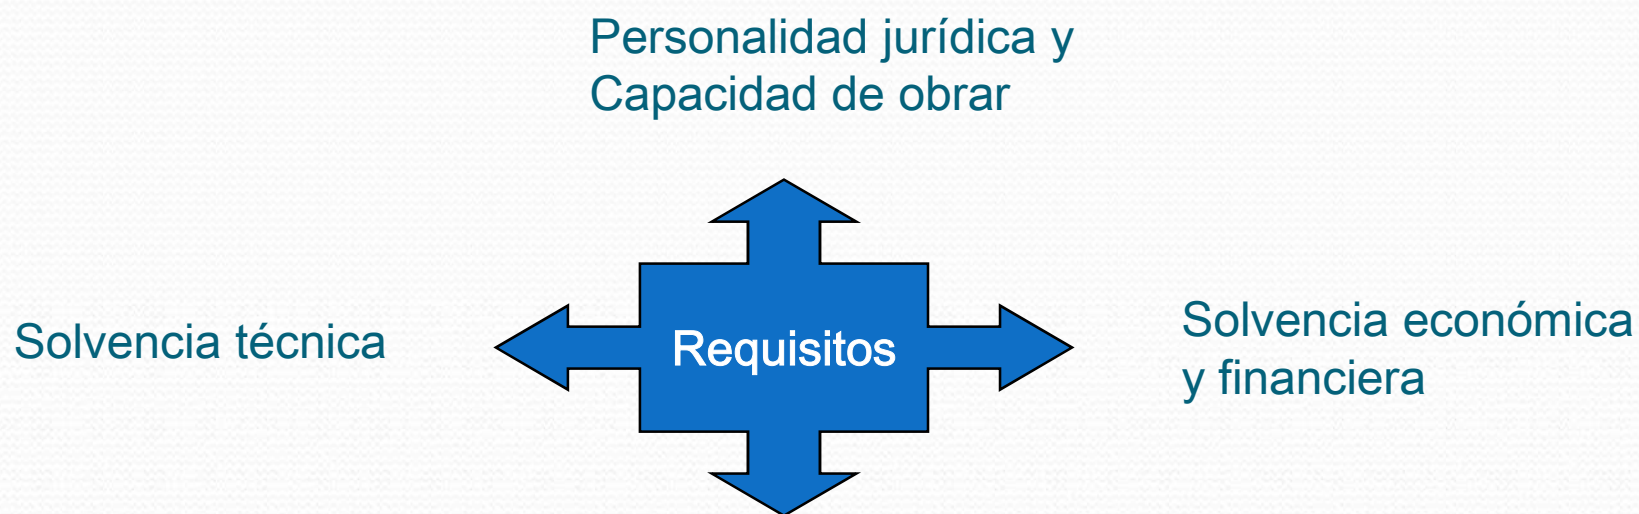 Personalidad jurídica y
Capacidad de obrar
Solvencia técnica
Requisitos
Solvencia económica
y financiera